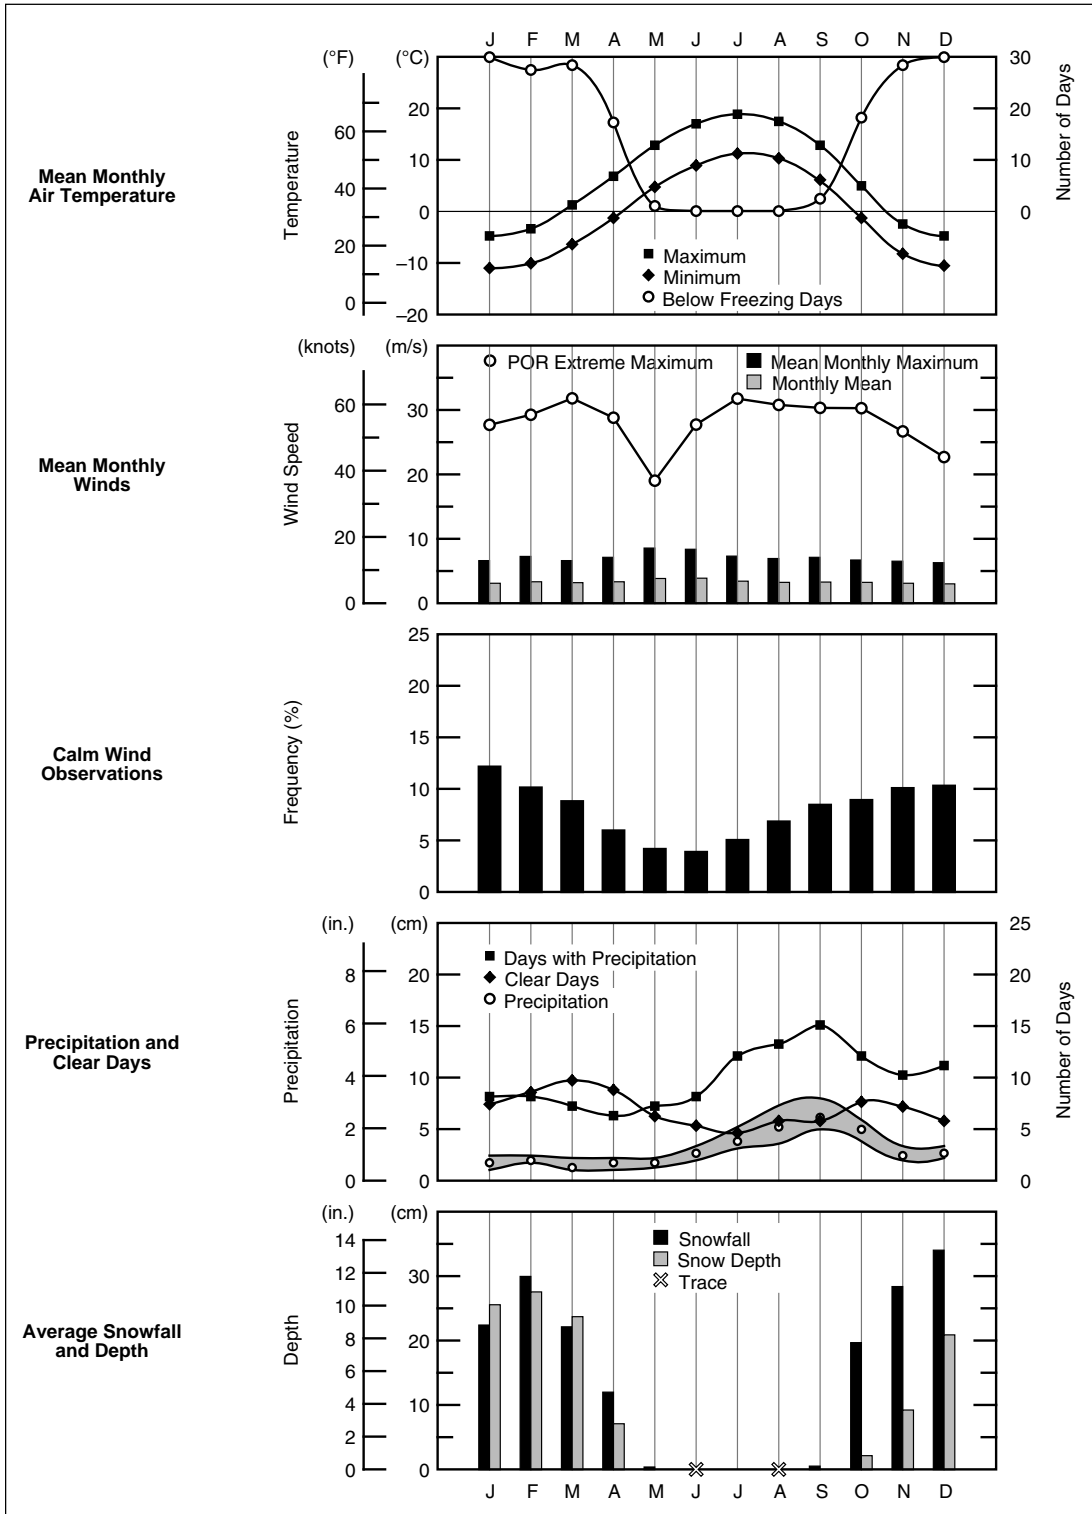 J F M A M J J A S O N D
(°F) (°C) 30
20 20
60
10 10
40
0 0
20
–10
0
–20
Mean Monthly
Air Temperature
Temperature
Number of Days
Maximum
Minimum
Below Freezing Days
(knots) (m/s)
POR Extreme Maximum
Mean Monthly Maximum
Monthly Mean
60
30
40
20
20
10
0 0
Mean Monthly
Winds
Wind Speed
25
20
15
10
5
0
Calm Wind
Observations
Frequency (%)
(in.) (cm) 25
Days with Precipitation
Clear Days
Precipitation
8 20 20
6
15 15
4 10 10
2 5 5
0 0 0
Precipitation and
Clear Days
Precipitation
Number of Days
(in.) (cm)
Snowfall
Snow Depth
Trace
14
12 30
10
8 20
6
4 10
2
0 0
Average Snowfall
and Depth
Depth
J F M A M J J A S O N D